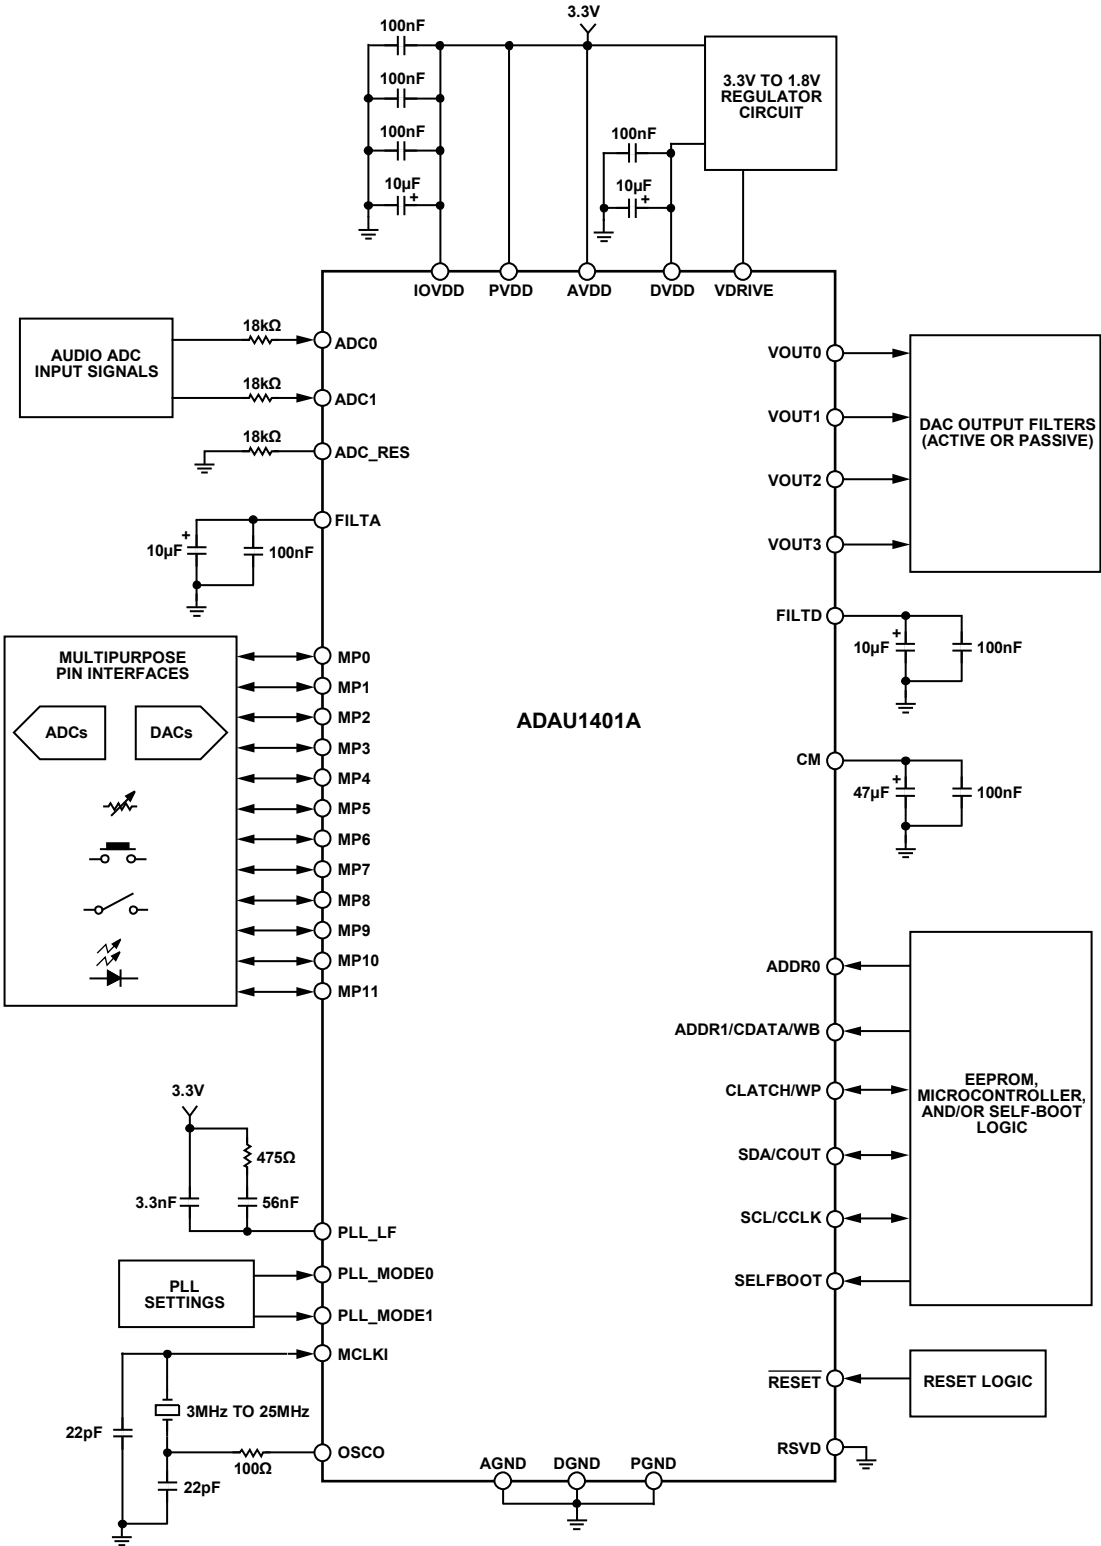 3.3V
100nF
100nF
100nF
10µF
3.3V TO 1.8V
REGULATOR
CIRCUIT
100nF
10µF
IOVDD
PVDD
AVDD
DVDD
VDRIVE
AUDIO ADC
INPUT SIGNALS
18kΩ
ADC0
18kΩ
ADC1
18kΩ
ADC_RES
FILTA
10µF
100nF
MULTIPURPOSE
PIN INTERFACES
ADCs
DACs
MP0
MP1
MP2
MP3
MP4
MP5
MP6
MP7
MP8
MP9
MP10
MP11
3.3V
475Ω
3.3nF
56nF
PLL_LF
PLL
SETTINGS
PLL_MODE0
PLL_MODE1
MCLKI
3MHz TO 25MHz
22pF
OSCO
100Ω
22pF
ADAU1401A
AGND
DGND
PGND
VOUT0
VOUT1
VOUT2
VOUT3
DAC OUTPUT FILTERS
(ACTIVE OR PASSIVE)
FILTD
10µF
100nF
CM
47µF
100nF
ADDR0
ADDR1/CDATA/WB
CLATCH/WP
SDA/COUT
SCL/CCLK
SELFBOOT
EEPROM,
MICROCONTROLLER,
AND/OR SELF-BOOT
LOGIC
RESET
RESET LOGIC
RSVD